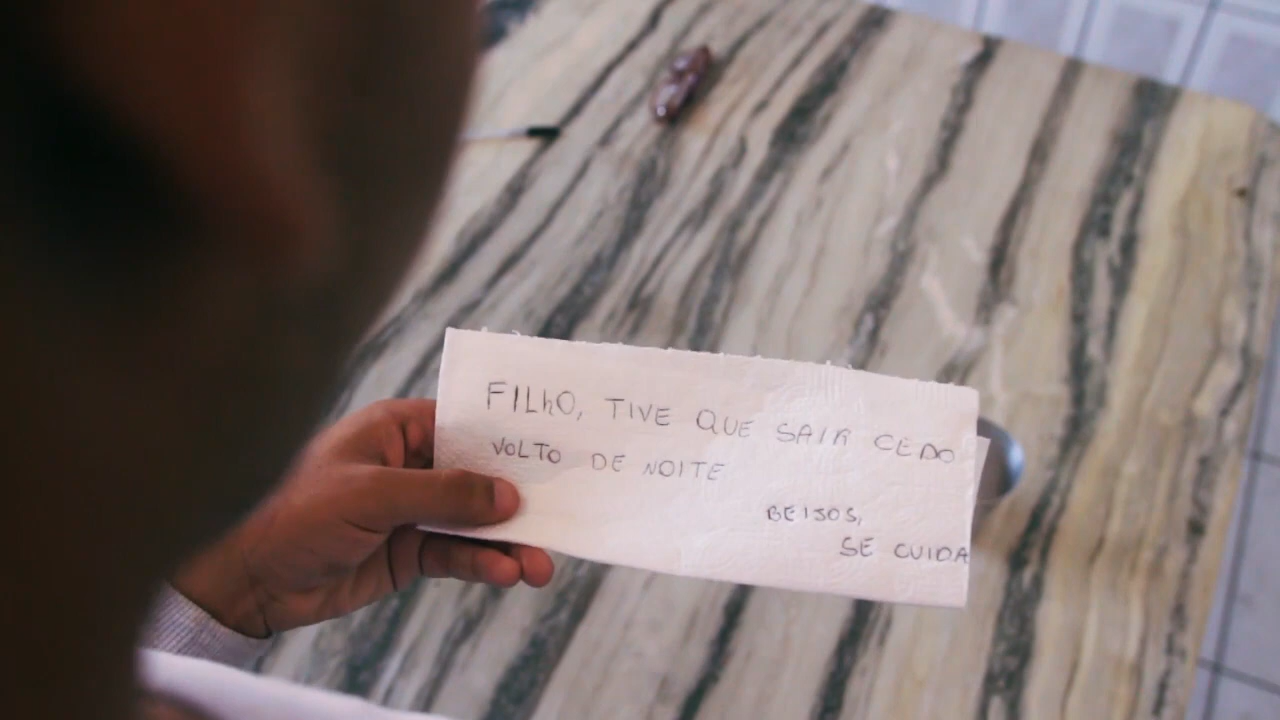 FILhO, TIVE QUE SAIR CEDO
VOLTO DE NOITE
BEIJOS,
SE CUIDA